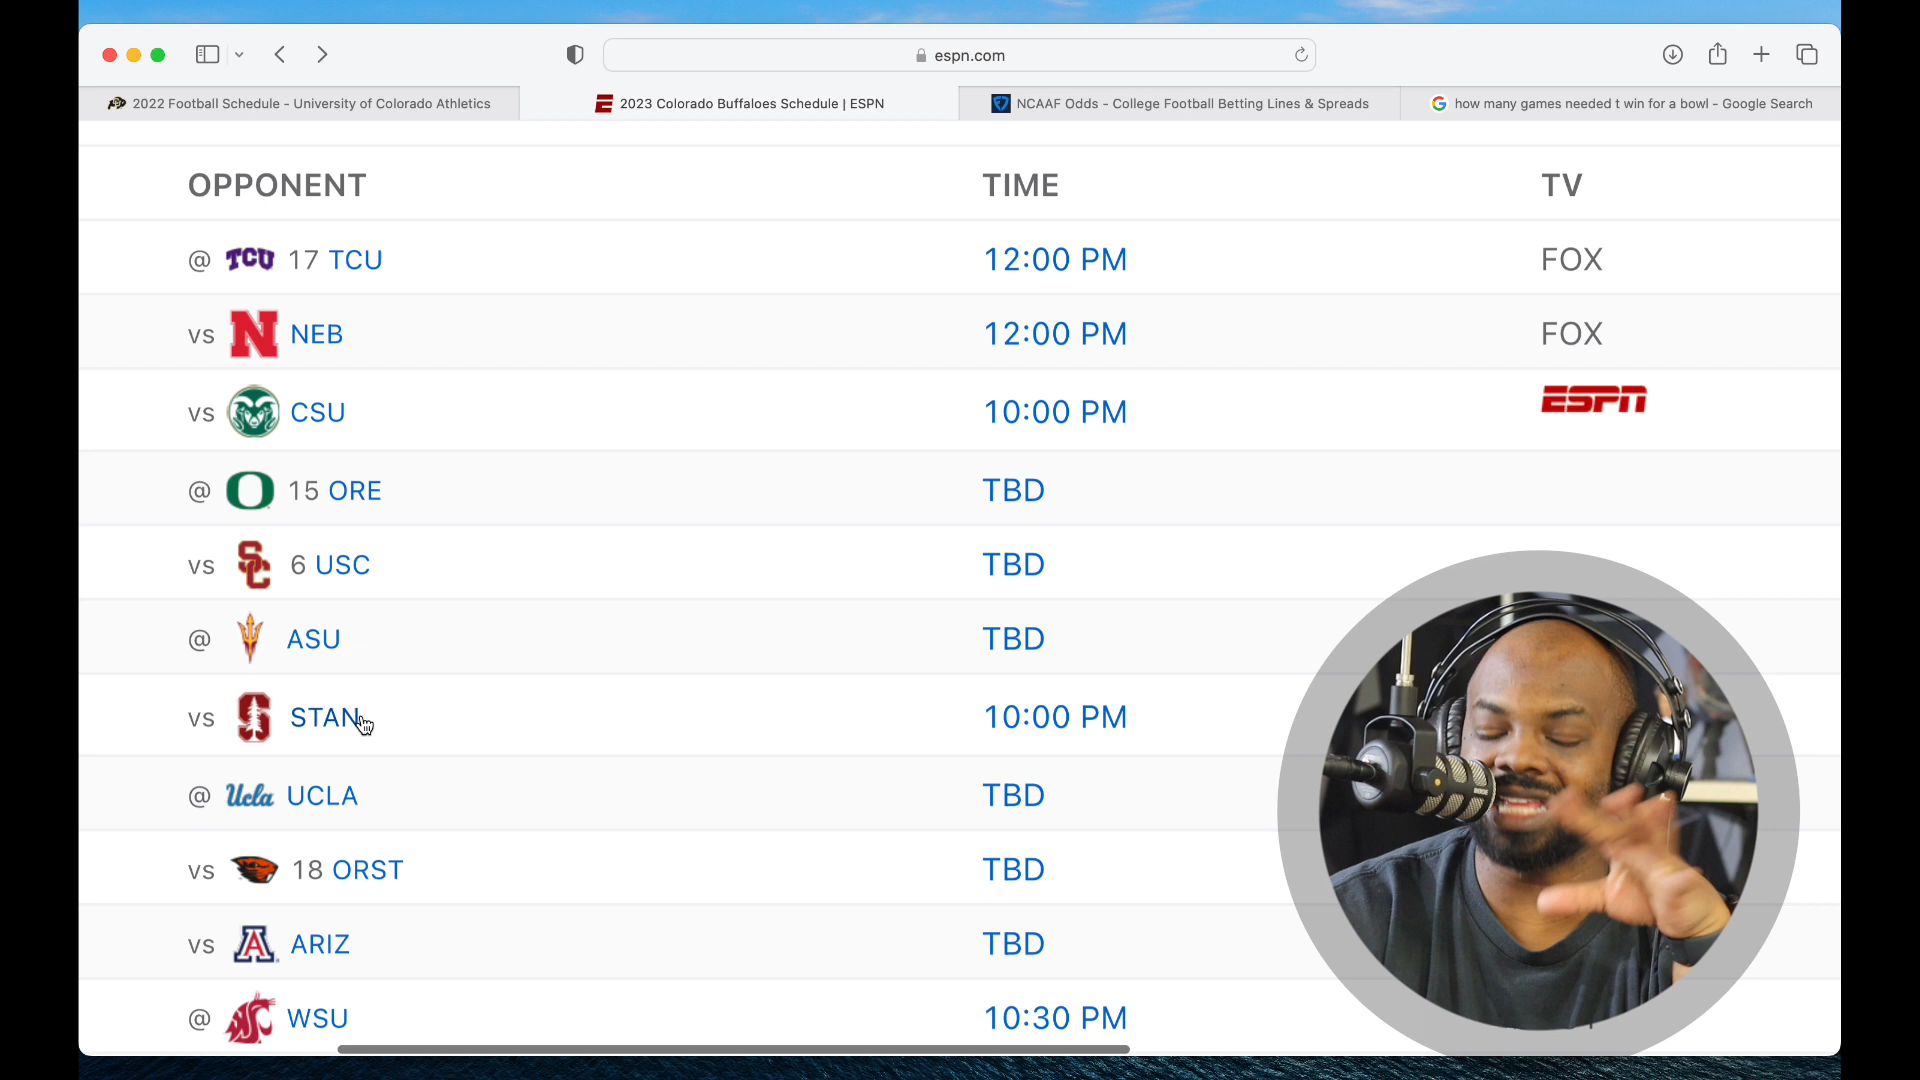 espn.com
2022 Football Schedule - University of Colorado Athletics
2023 Colorado Buffaloes Schedule | ESPN
NCAAF Odds - College Football Betting Lines & Spreads
how many games needed t win for a bowl - Google Search
OPPONENT TIME TV
@ TCU 17 TCU 12:00 PM FOX
vs N NEB 12:00 PM FOX
vs CSU 10:00 PM ESPN
@ O 15 ORE TBD
vs SC 6 USC TBD
@ ASU TBD
vs S STAN 10:00 PM
@ Ucla UCLA TBD
vs 18 ORST TBD
vs A ARIZ TBD
@ WSU 10:30 PM